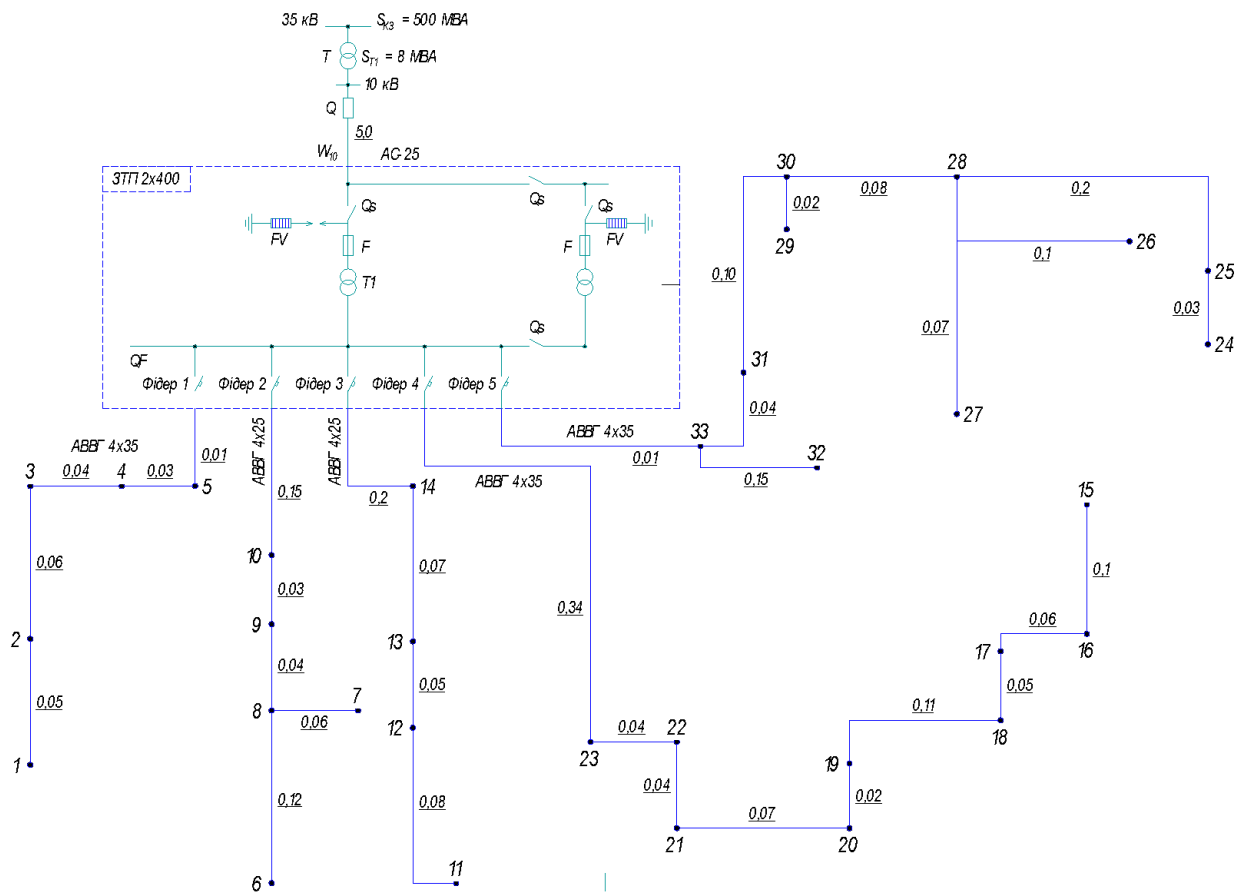 35 кВ
Sкз = 500 МВА
Т
Sт1 = 8 МВА
10 кВ
Q
5,0
W10
АС-25
ЗТП 2х400
Qs
Qs
Qs
FV
F
F
FV
Т1
Qs
QF
Фідер 1
Фідер 2
Фідер 3
Фідер 4
Фідер 5
30
28
0,08
0,2
0,02
29
26
0,1
25
0,10
0,07
0,03
31
24
27
0,04
АВВГ 4х35
33
32
0,01
0,15
АВВГ 4х35
АВВГ 4х25
АВВГ 4х25
АВВГ 4х35
3
0,04
4
0,03
0,01
5
0,15
0,2
14
15
10
0,06
0,07
0,1
0,03
0,34
2
9
13
0,06
17
16
0,04
0,05
0,05
0,05
7
8
0,06
12
0,11
18
23
0,04
22
1
19
0,12
0,08
0,04
0,07
0,02
21
20
6
11